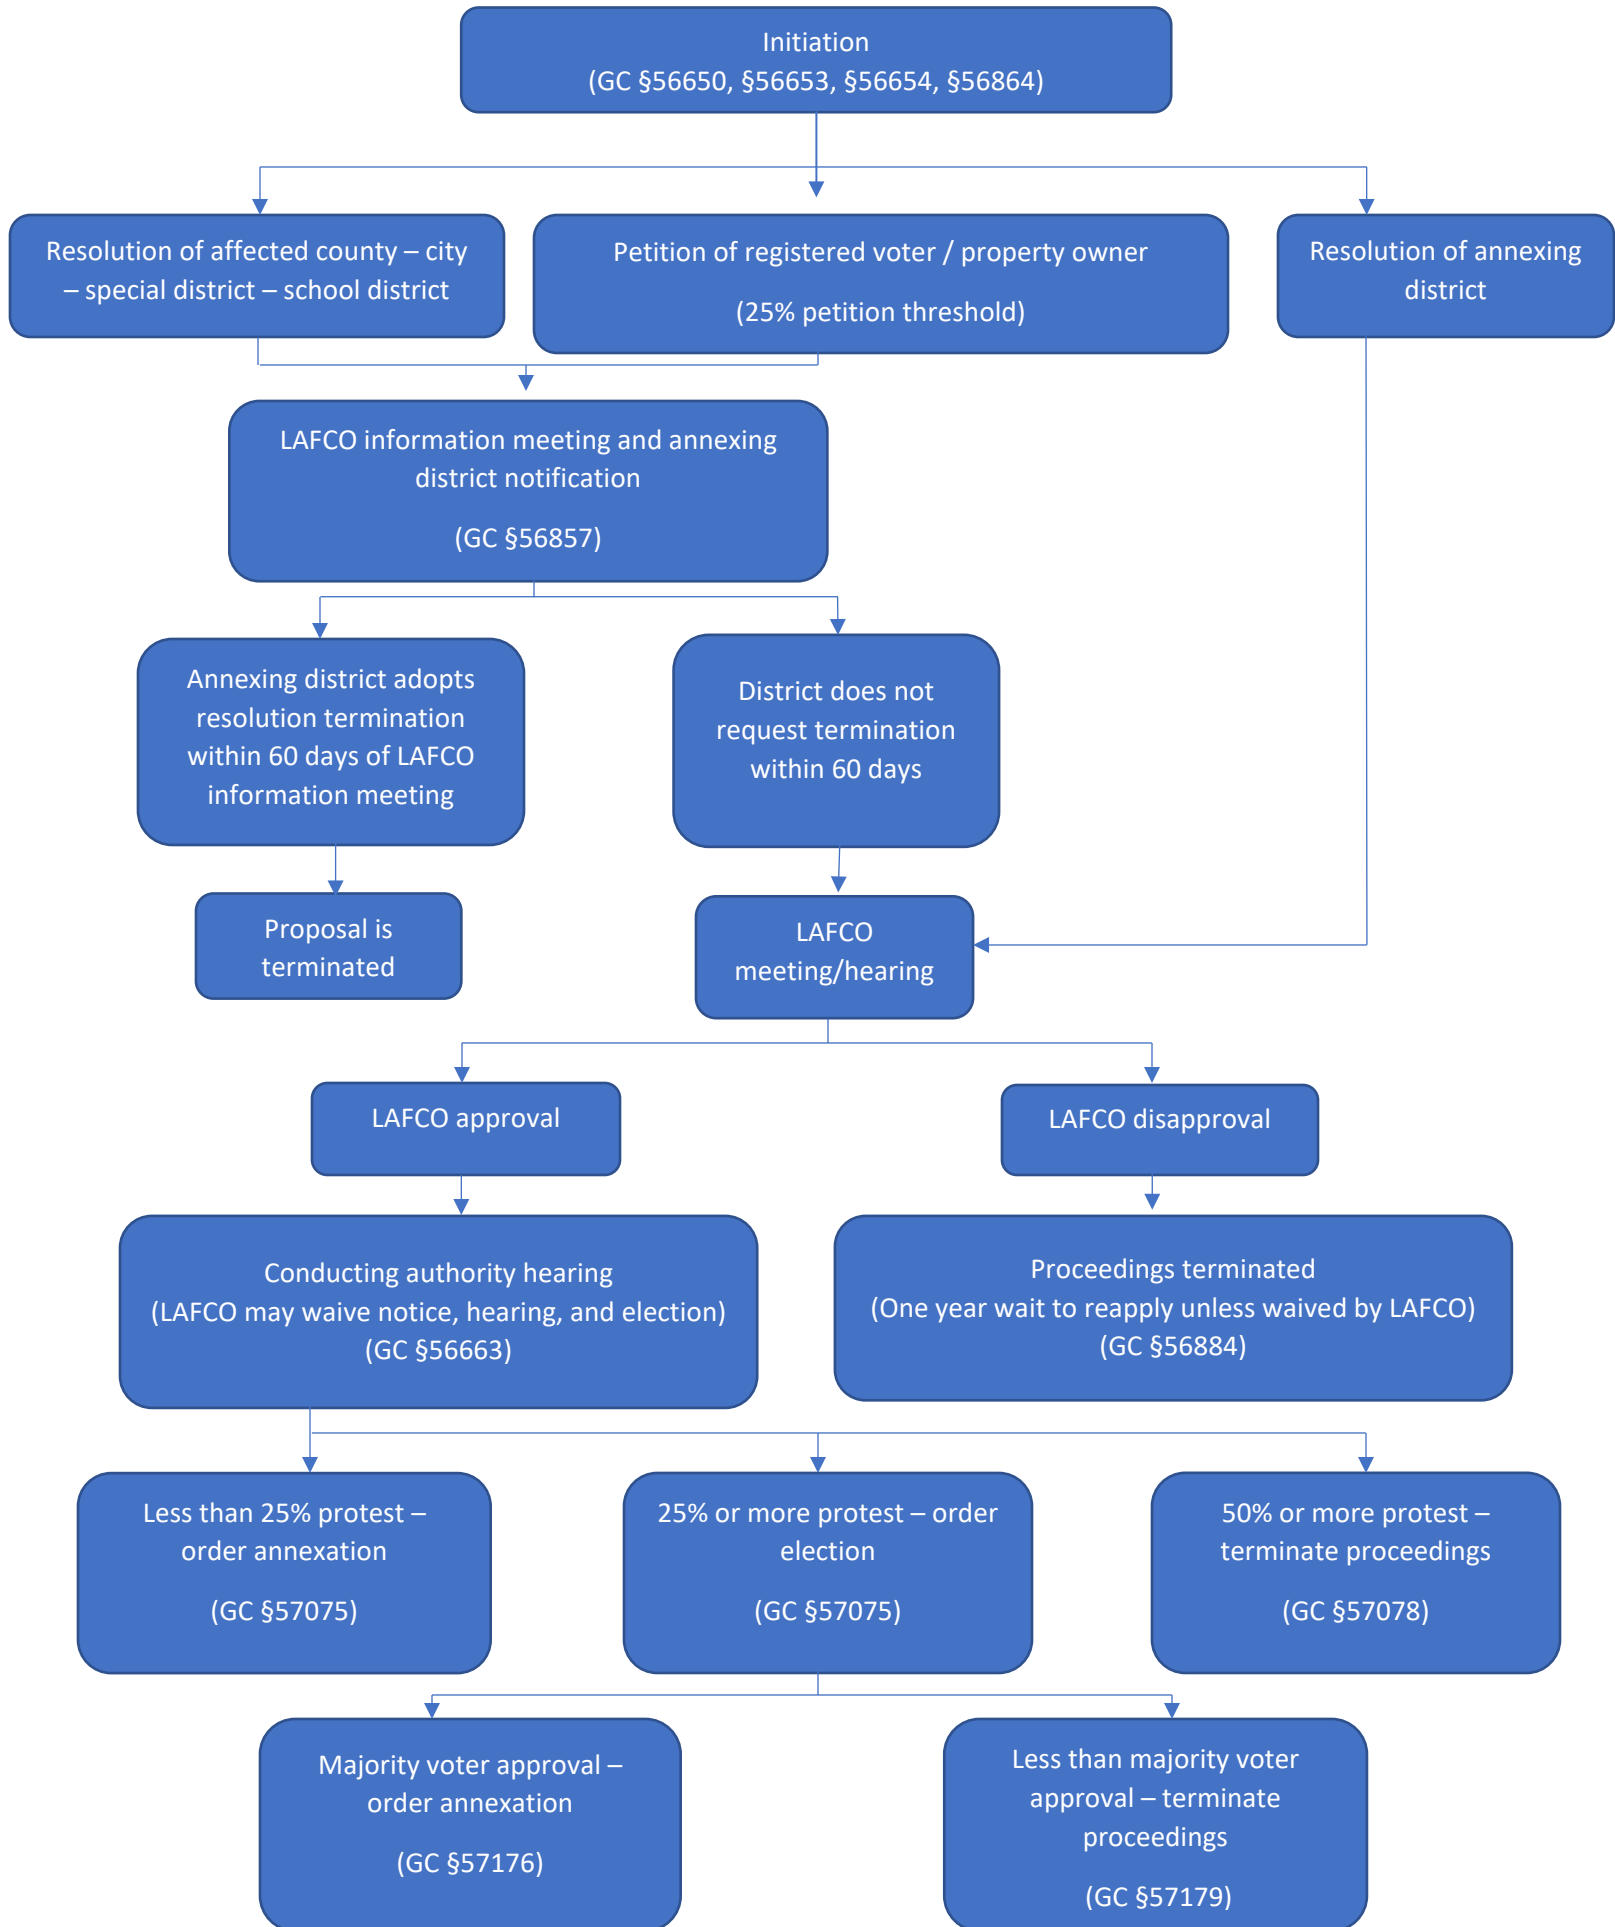 Initiation
(GC §56650, §56653, §56654, §56864)
Resolution of affected county – city
– special district – school district
Petition of registered voter / property owner
(25% petition threshold)
Resolution of annexing
district
LAFCO information meeting and annexing
district notification
(GC §56857)
Annexing district adopts
resolution termination
within 60 days of LAFCO
information meeting
District does not
request termination
within 60 days
Proposal is
terminated
LAFCO
meeting/hearing
LAFCO approval
LAFCO disapproval
Conducting authority hearing
(LAFCO may waive notice, hearing, and election)
(GC §56663)
Proceedings terminated
(One year wait to reapply unless waived by LAFCO)
(GC §56884)
Less than 25% protest –
order annexation
(GC §57075)
25% or more protest – order
election
(GC §57075)
50% or more protest –
terminate proceedings
(GC §57078)
Majority voter approval –
order annexation
(GC §57176)
Less than majority voter
approval – terminate
proceedings
(GC §57179)